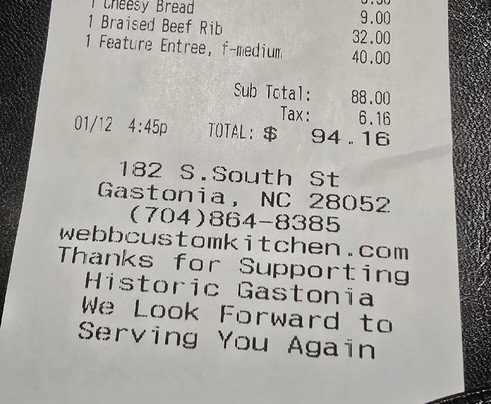 1 Cheesy Bread 9.00
1 Braised Beef Rib 32.00
1 Feature Entree, f-medium 40.00
Sub Total: 88.00
Tax: 6.16
01/12 4:45p TOTAL: $ 94.16
182 S.South St
Gastonia, NC 28052
(704)864-8385
webbcustomkitchen.com
Thanks for Supporting
Historic Gastonia
We Look Forward to
Serving You Again